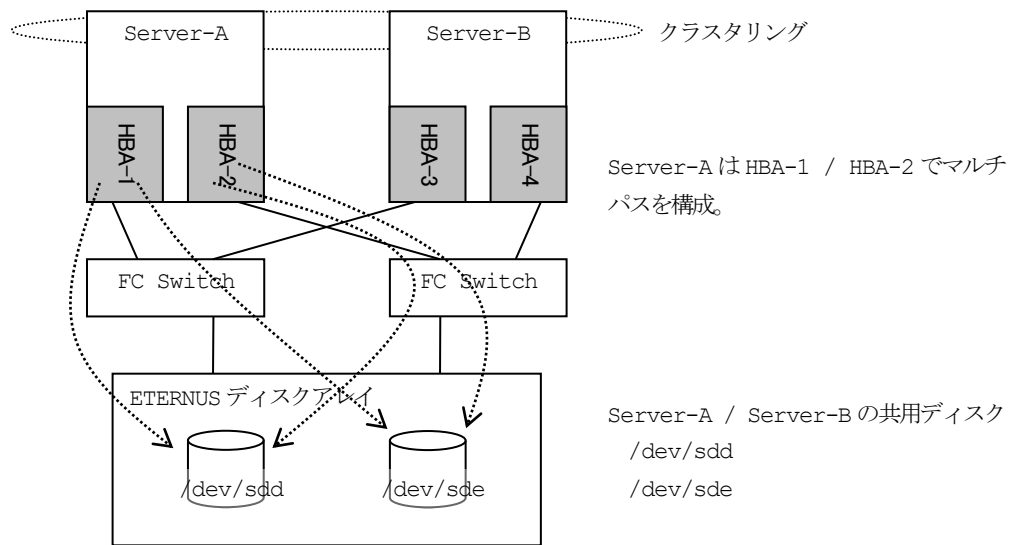 Server-A
Server-B
クラスタリング
HBA-1
HBA-2
HBA-3
HBA-4
Server-A は HBA-1 / HBA-2 でマルチ
パスを構成。
FC Switch
FC Switch
ETERNUS ディスクアレイ
Server-A / Server-B の共用ディスク
/dev/sdd
/dev/sde
/dev/sdd
/dev/sde